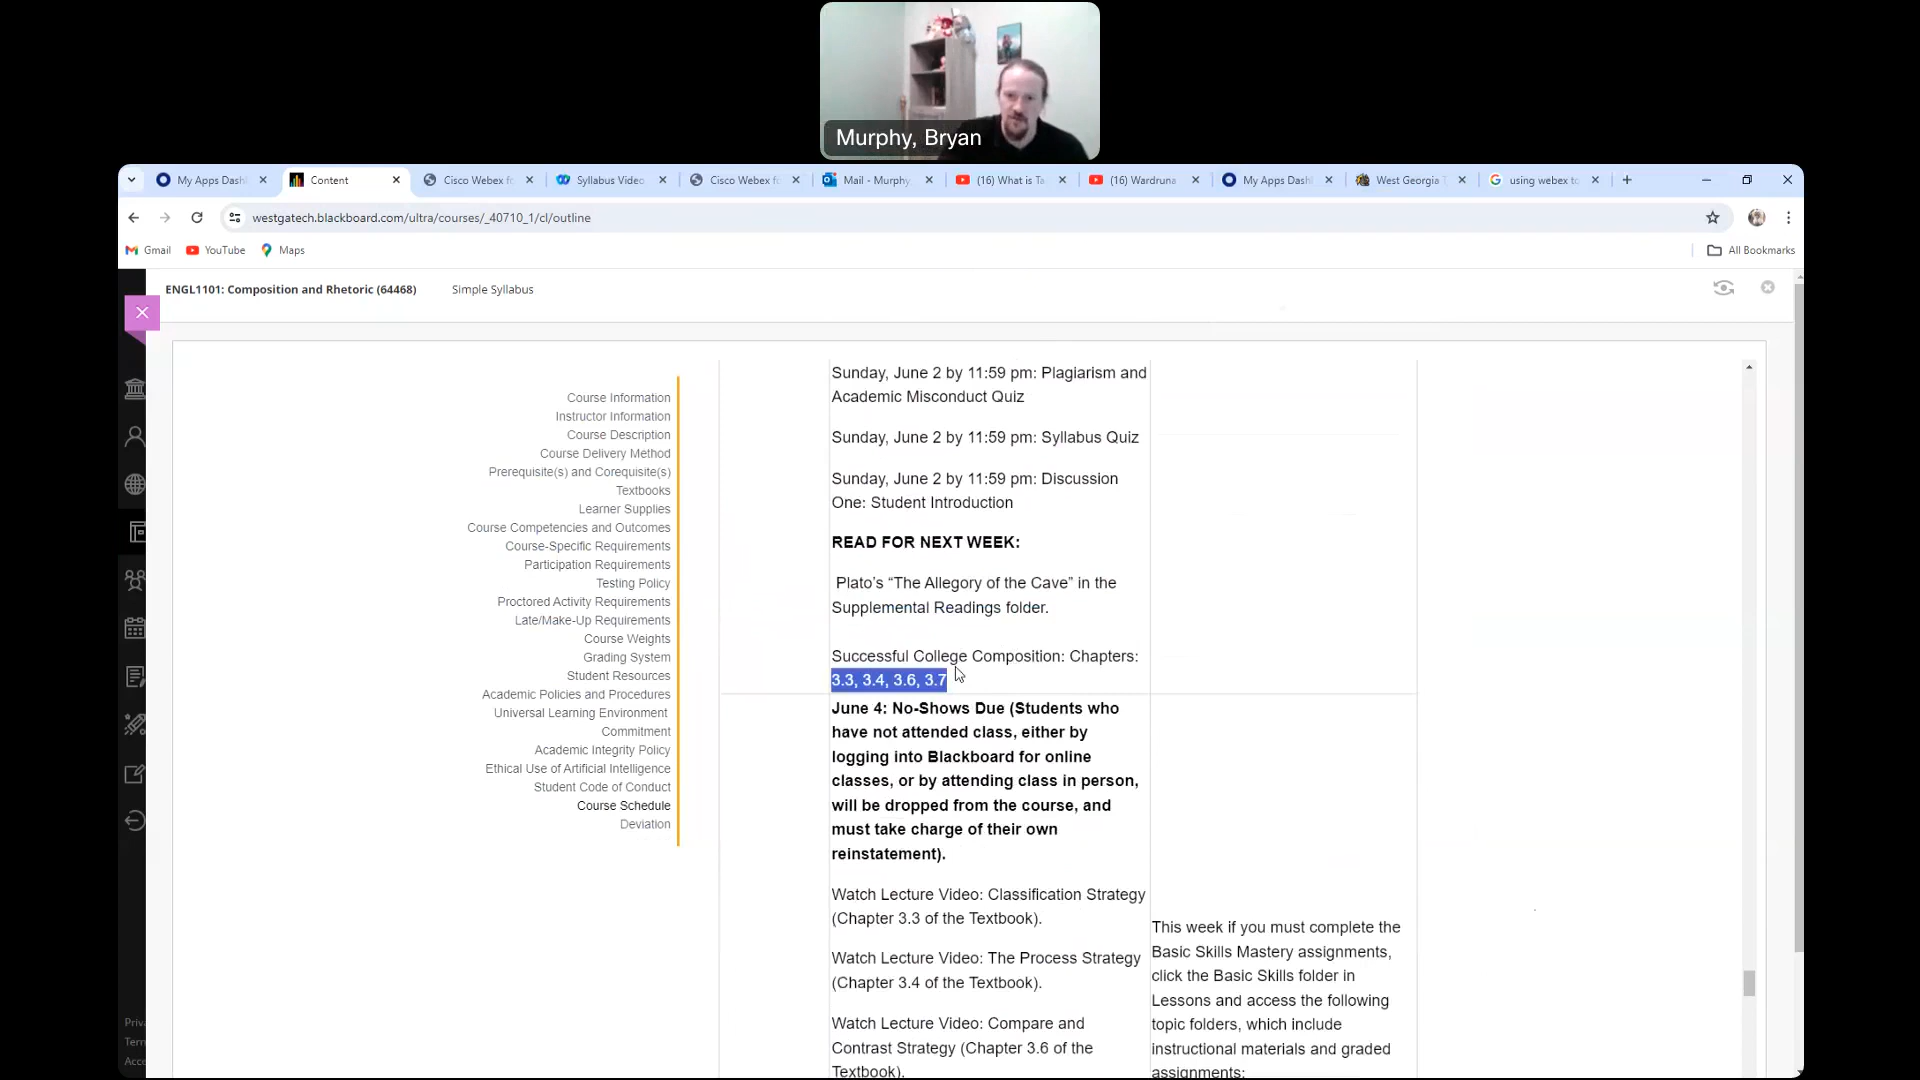 Murphy, Bryan
My Apps Dash
Content
Cisco Webex fo
Syllabus Video
Cisco Webex fo
Mail - Murphy
(16) What is Ta
(16) Wardruna
My Apps Dash
West Georgia T
using webex to
westgatech.blackboard.com/ultra/courses/_40710_1/cl/outline
Gmail
YouTube
Maps
All Bookmarks
ENGL1101: Composition and Rhetoric (64468)
Simple Syllabus
Course Information
Instructor Information
Course Description
Course Delivery Method
Prerequisite(s) and Corequisite(s)
Textbooks
Learner Supplies
Course Competencies and Outcomes
Course-Specific Requirements
Participation Requirements
Testing Policy
Proctored Activity Requirements
Late/Make-Up Requirements
Course Weights
Grading System
Student Resources
Academic Policies and Procedures
Universal Learning Environment
Commitment
Academic Integrity Policy
Ethical Use of Artificial Intelligence
Student Code of Conduct
Course Schedule
Deviation
Sunday, June 2 by 11:59 pm: Plagiarism and
Academic Misconduct Quiz
Sunday, June 2 by 11:59 pm: Syllabus Quiz
Sunday, June 2 by 11:59 pm: Discussion
One: Student Introduction
READ FOR NEXT WEEK:
Plato’s “The Allegory of the Cave” in the
Supplemental Readings folder.
Successful College Composition: Chapters:
3.3, 3.4, 3.6, 3.7
June 4: No-Shows Due (Students who
have not attended class, either by
logging into Blackboard for online
classes, or by attending class in person,
will be dropped from the course, and
must take charge of their own
reinstatement).
Watch Lecture Video: Classification Strategy
(Chapter 3.3 of the Textbook).
Watch Lecture Video: The Process Strategy
(Chapter 3.4 of the Textbook).
Watch Lecture Video: Compare and
Contrast Strategy (Chapter 3.6 of the
Textbook).
This week if you must complete the
Basic Skills Mastery assignments,
click the Basic Skills folder in
Lessons and access the following
topic folders, which include
instructional materials and graded
assignments:
Priva
Term
Acce